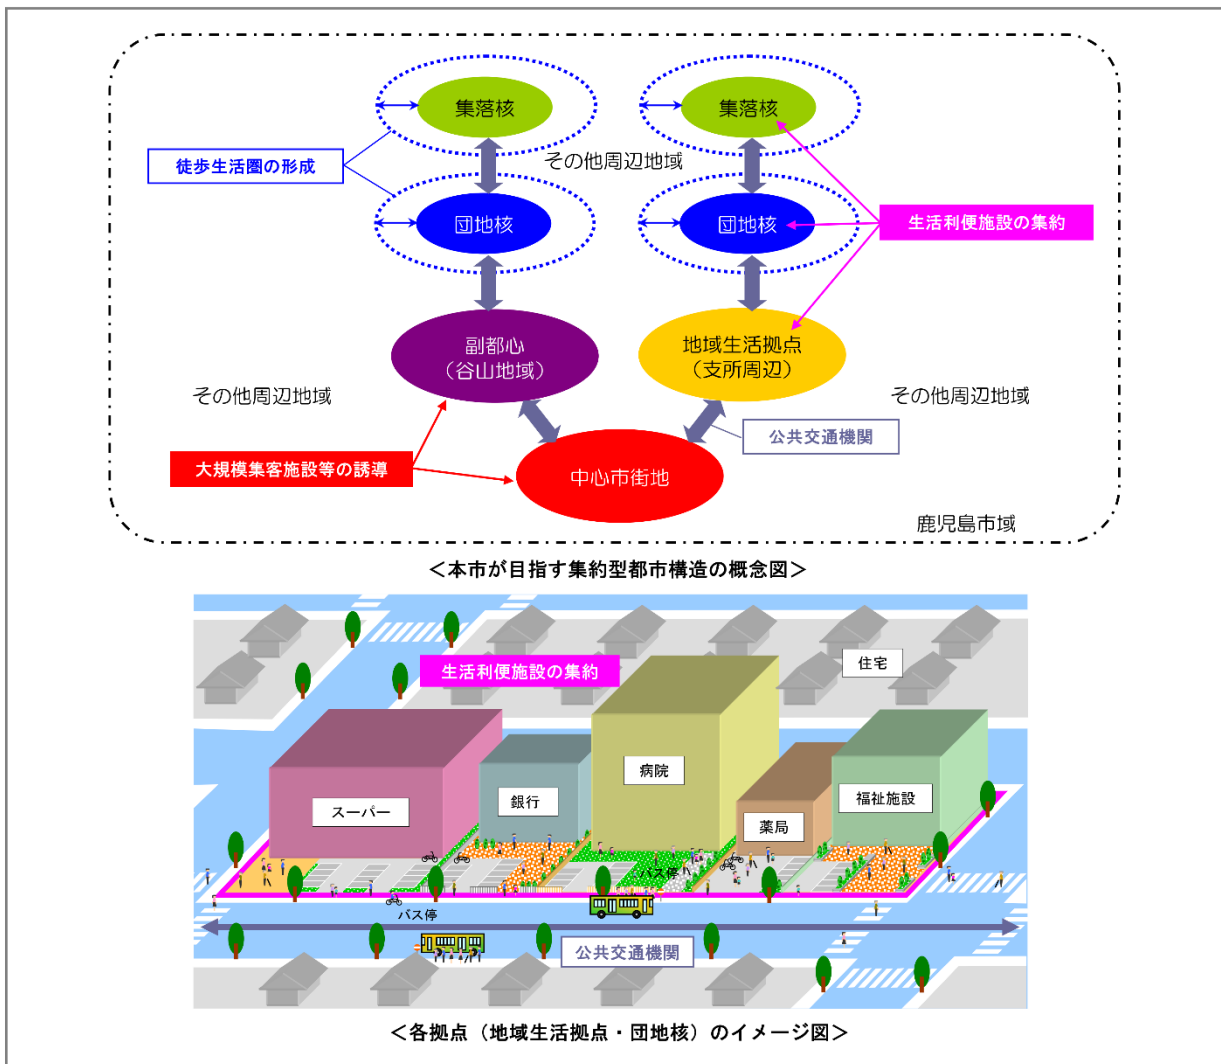 集落核
集落核
その他周辺地域
徒歩生活圏の形成
団地核
団地核
生活利便施設の集約
副都心
（谷山地域）
地域生活拠点
（支所周辺）
その他周辺地域
その他周辺地域
公共交通機関
大規模集客施設等の誘導
中心市街地
鹿児島市域
＜本市が目指す集約型都市構造の概念図＞
生活利便施設の集約
住宅
病院
スーパー
銀行
福祉施設
薬局
バス停
バス停
公共交通機関
＜各拠点（地域生活拠点・団地核）のイメージ図＞